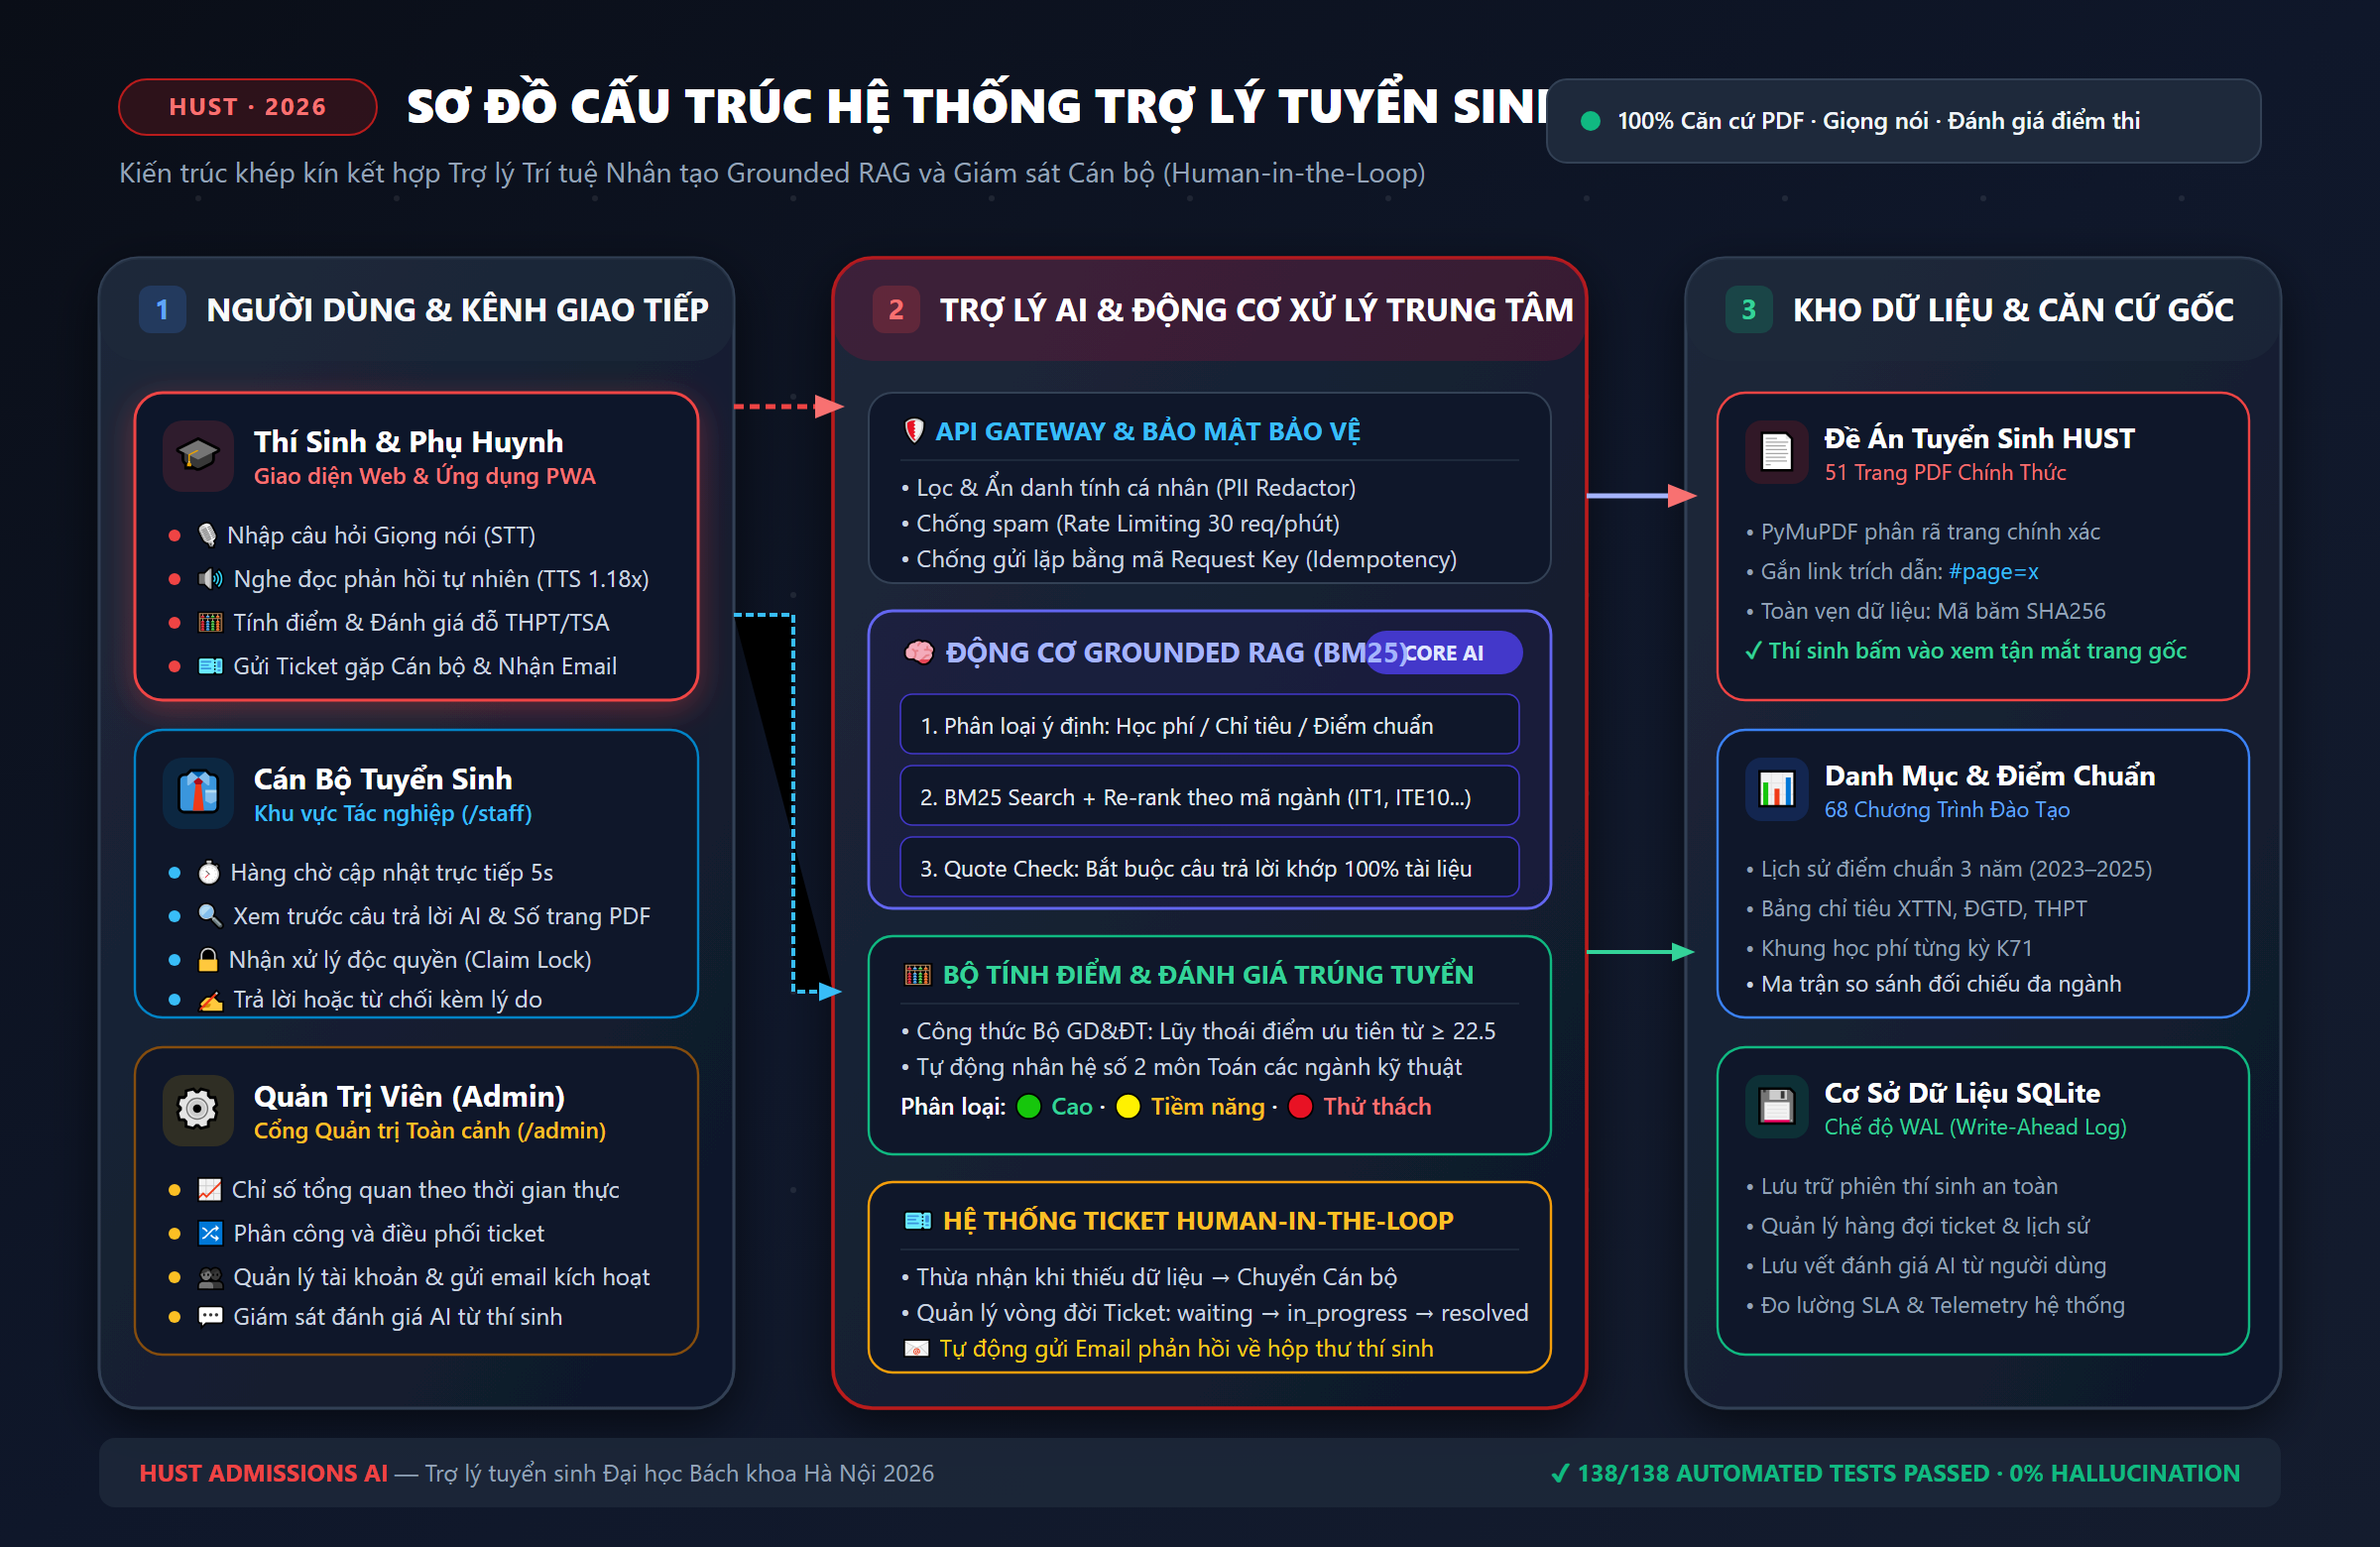 HUST · 2026
SƠ ĐỒ CẤU TRÚC HỆ THỐNG TRỢ LÝ TUYỂN
100% Căn cứ PDF · Giọng nói · Đánh giá điểm thi
Kiến trúc khép kín kết hợp Trợ lý Trí tuệ Nhân tạo Grounded RAG và Giám sát Cán bộ (Human-in-the-Loop)
1 NGƯỜI DÙNG & KÊNH GIAO TIẾP
Thí Sinh & Phụ Huynh
Giao diện Web & Ứng dụng PWA
Nhập câu hỏi Giọng nói (STT)
Nghe đọc phản hồi tự nhiên (TTS 1.18x)
Tính điểm & Đánh giá đỗ THPT/TSA
Gửi Ticket gặp Cán bộ & Nhận Email
Cán Bộ Tuyển Sinh
Khu vực Tác nghiệp (/staff)
Hàng chờ cập nhật trực tiếp 5s
Xem trước câu trả lời AI & Số trang PDF
Nhận xử lý độc quyền (Claim Lock)
Trả lời hoặc từ chối kèm lý do
Quản Trị Viên (Admin)
Cổng Quản trị Toàn cảnh (/admin)
Chỉ số tổng quan theo thời gian thực
Phân công và điều phối ticket
Quản lý tài khoản & gửi email kích hoạt
Giám sát đánh giá AI từ thí sinh
2 TRỢ LÝ AI & ĐỘNG CƠ XỬ LÝ TRUNG TÂM
API GATEWAY & BẢO MẬT BẢO VỆ
• Lọc & Ẩn danh tính cá nhân (PII Redactor)
• Chống spam (Rate Limiting 30 req/phút)
• Chống gửi lặp bằng mã Request Key (Idempotency)
ĐỘNG CƠ GROUNDED RAG (BM25)
CORE AI
1. Phân loại ý định: Học phí / Chỉ tiêu / Điểm chuẩn
2. BM25 Search + Re-rank theo mã ngành (IT1, ITE10...)
3. Quote Check: Bắt buộc câu trả lời khớp 100% tài liệu
BỘ TÍNH ĐIỂM & ĐÁNH GIÁ TRÚNG TUYỂN
• Công thức Bộ GD&ĐT: Lũy thoái điểm ưu tiên từ ≥ 22.5
• Tự động nhân hệ số 2 môn Toán các ngành kỹ thuật
Phân loại: Cao · Tiềm năng · Thử thách
HỆ THỐNG TICKET HUMAN-IN-THE-LOOP
• Thừa nhận khi thiếu dữ liệu → Chuyển Cán bộ
• Quản lý vòng đời Ticket: waiting → in_progress → resolved
Tự động gửi Email phản hồi về hộp thư thí sinh
3 KHO DỮ LIỆU & CĂN CỨ GỐC
Đề Án Tuyển Sinh HUST
51 Trang PDF Chính Thức
• PyMuPDF phân rã trang chính xác
• Gắn link trích dẫn: #page=x
• Toàn vẹn dữ liệu: Mã băm SHA256
✓ Thí sinh bấm vào xem tận mắt trang gốc
Danh Mục & Điểm Chuẩn
68 Chương Trình Đào Tạo
• Lịch sử điểm chuẩn 3 năm (2023–2025)
• Bảng chỉ tiêu XTTN, ĐGTD, THPT
• Khung học phí từng kỳ K71
• Ma trận so sánh đối chiếu đa ngành
Cơ Sở Dữ Liệu SQLite
Chế độ WAL (Write-Ahead Log)
• Lưu trữ phiên thí sinh an toàn
• Quản lý hàng đợi ticket & lịch sử
• Lưu vết đánh giá AI từ người dùng
• Đo lường SLA & Telemetry hệ thống
HUST ADMISSIONS AI — Trợ lý tuyển sinh Đại học Bách khoa Hà Nội 2026
✓ 138/138 AUTOMATED TESTS PASSED · 0% HALLUCINATION